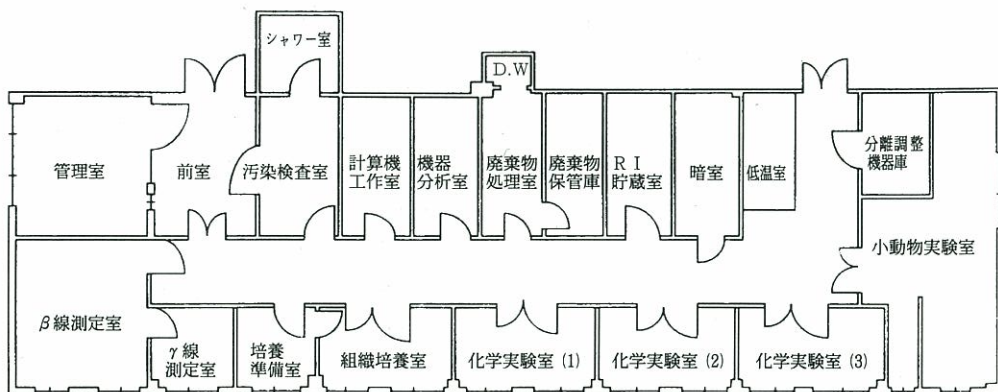 シャワー室
D.W
管理室
前室
汚染検査室
計算機
工作室
機器
分析室
廃棄物
処理室
廃棄物
保管庫
R I
貯蔵室
暗室
低温室
分離調整
機器庫
小動物実験室
β線測定室
γ線
測定室
培養
準備室
組織培養室
化学実験室 (1)
化学実験室 (2)
化学実験室 (3)